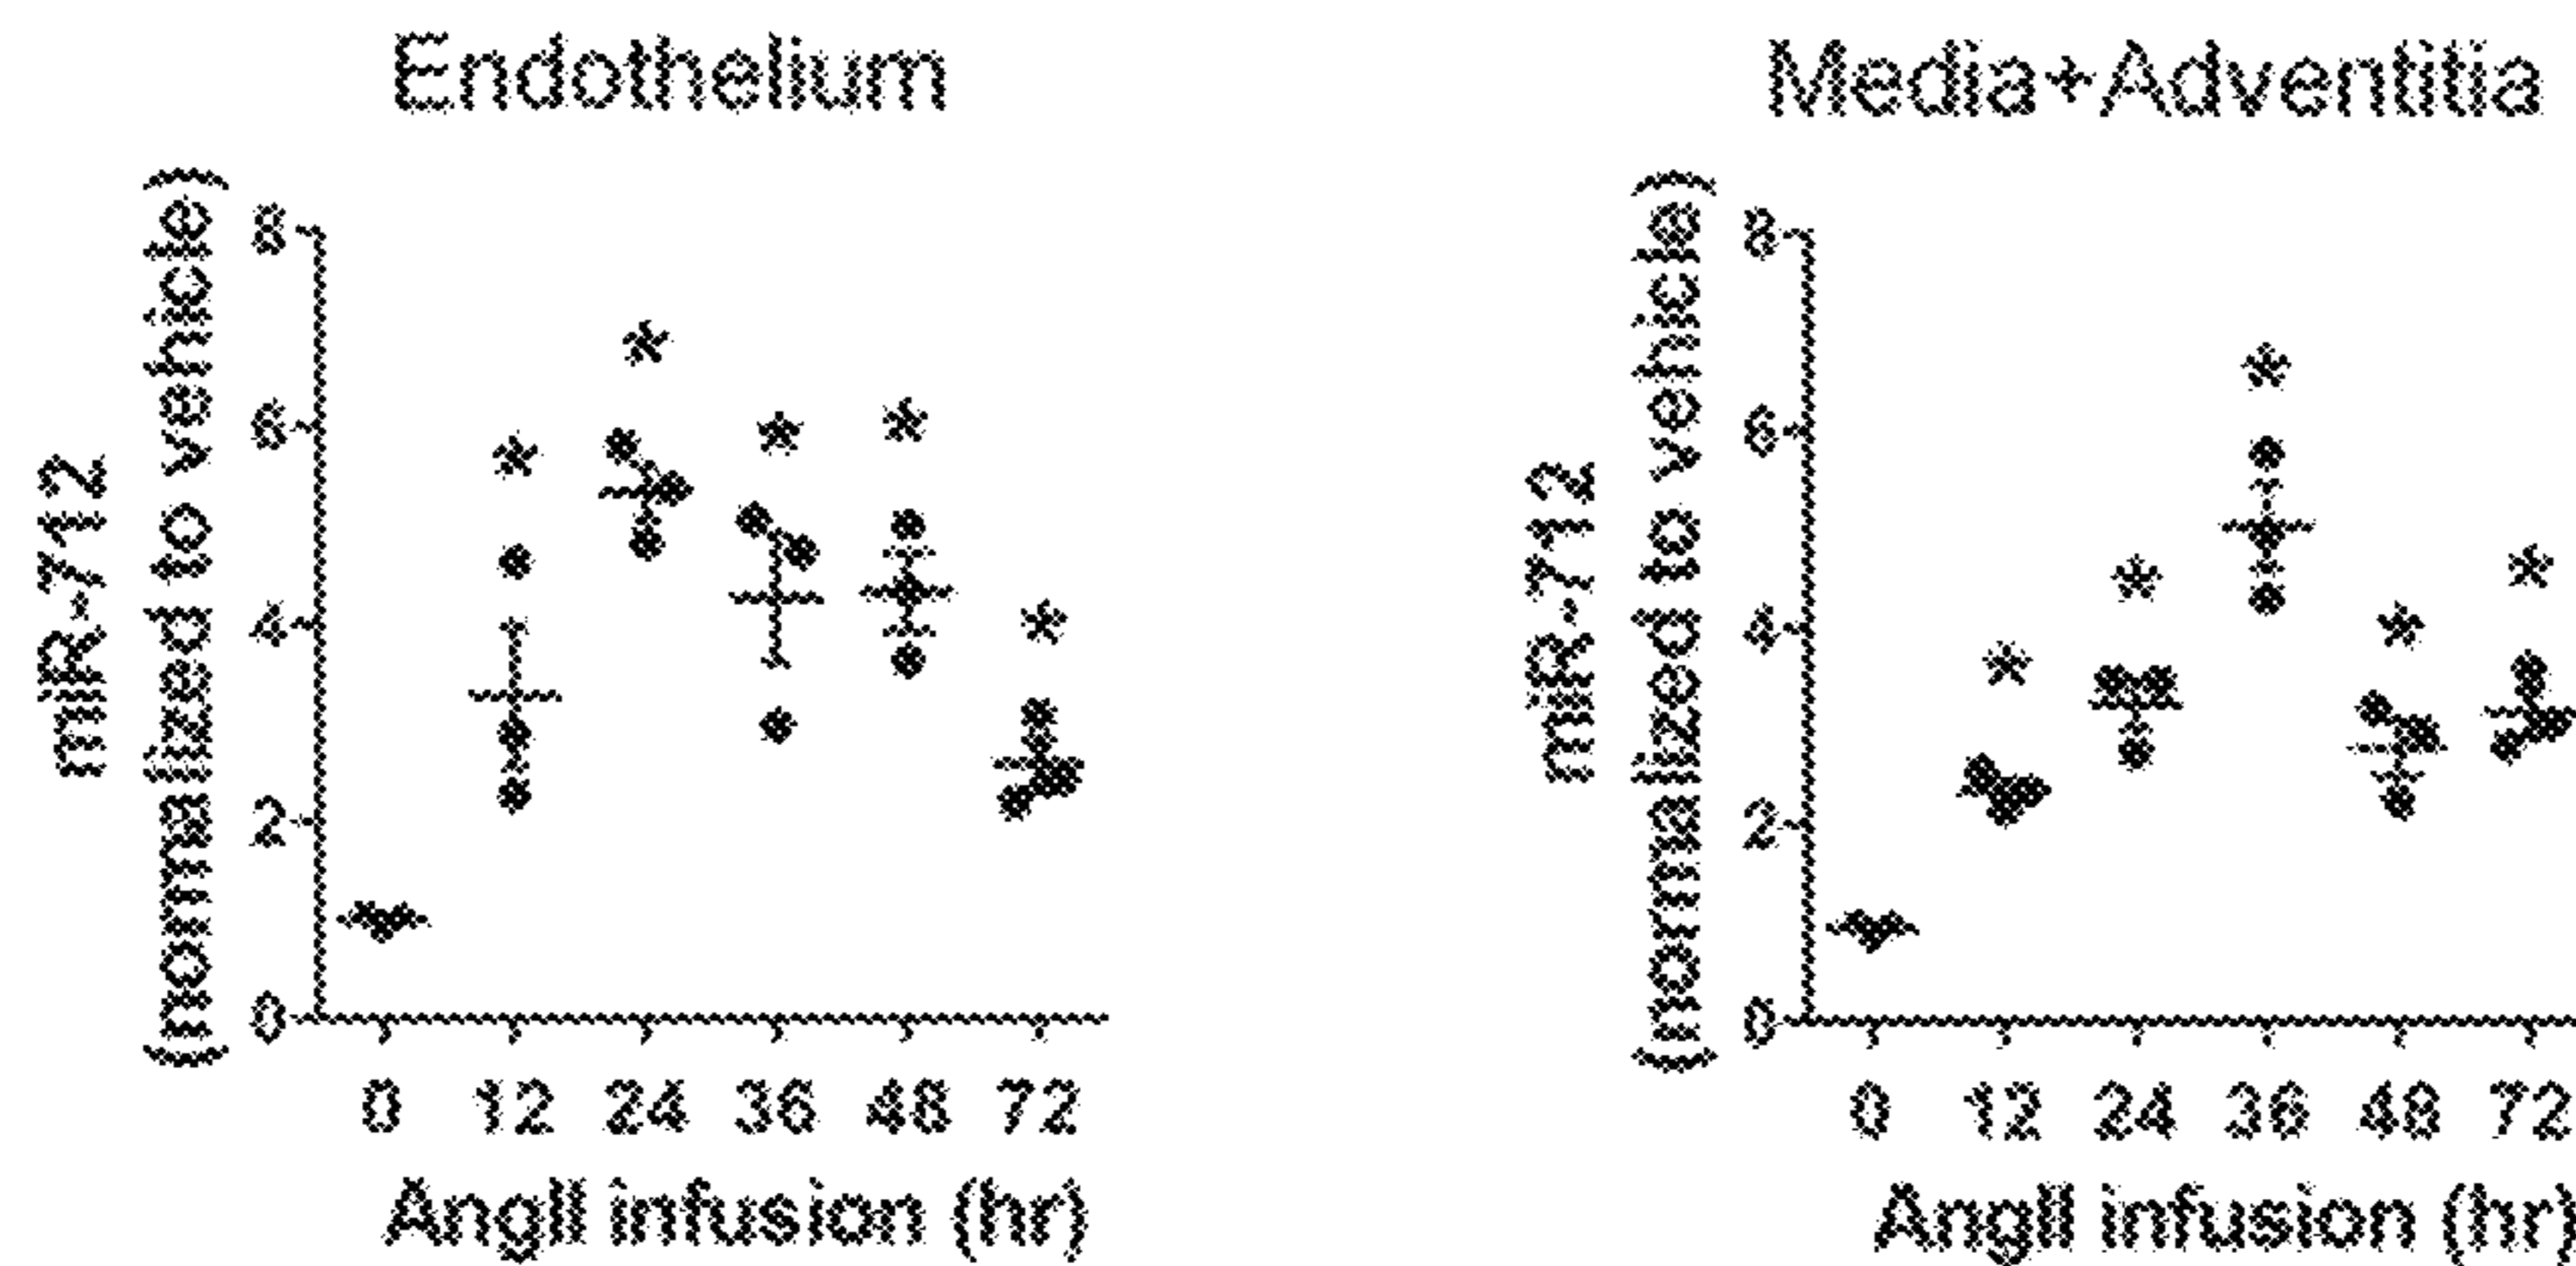 Endothelium
miR-712
(normalized to vehicle)
8
6
4
2
0
0 12 24 36 48 72
AngII infusion (hr)
Media+Adventitia
miR-712
(normalized to vehicle)
8
6
4
2
0
0 12 24 36 48 72
AngII infusion (hr)